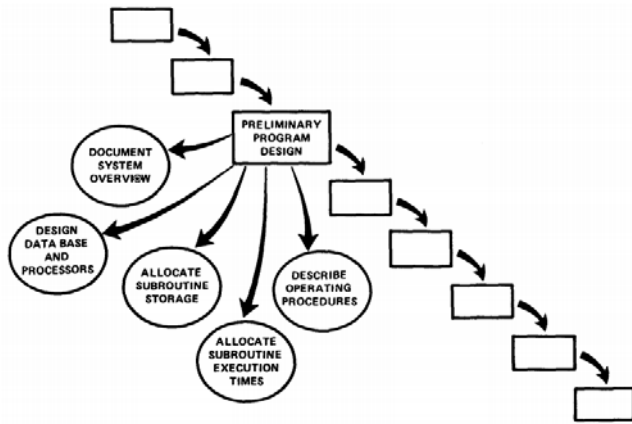 PRELIMINARY
PROGRAM
DESIGN
DOCUMENT
SYSTEM
OVERVIEW
DESIGN
DATA BASE
AND
PROCESSORS
ALLOCATE
SUBROUTINE
STORAGE
ALLOCATE
SUBROUTINE
EXECUTION
TIMES
DESCRIBE
OPERATING
PROCEDURES